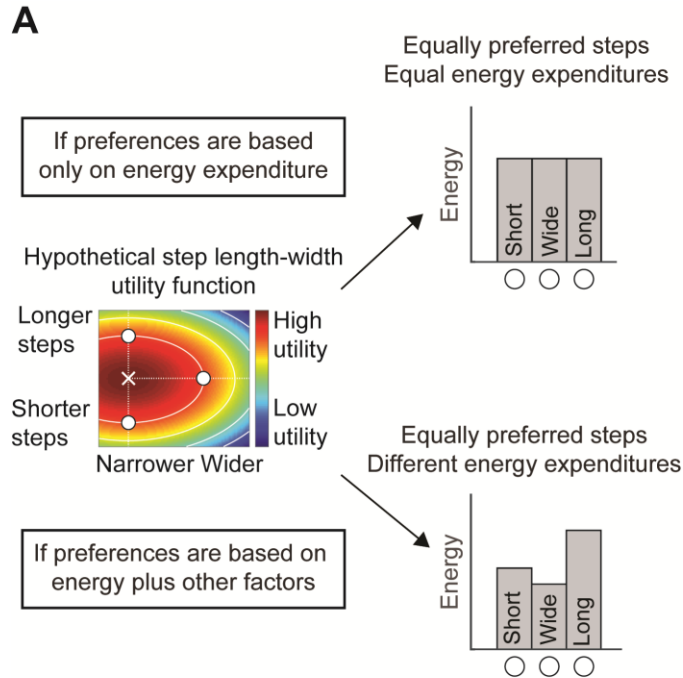 A
Equally preferred steps
Equal energy expenditures
If preferences are based
only on energy expenditure
Energy
Short
Wide
Long
Hypothetical step length-width
utility function
Longer
steps
High
utility
Shorter
steps
Low
utility
Narrower Wider
Equally preferred steps
Different energy expenditures
If preferences are based on
energy plus other factors
Energy
Short
Wide
Long